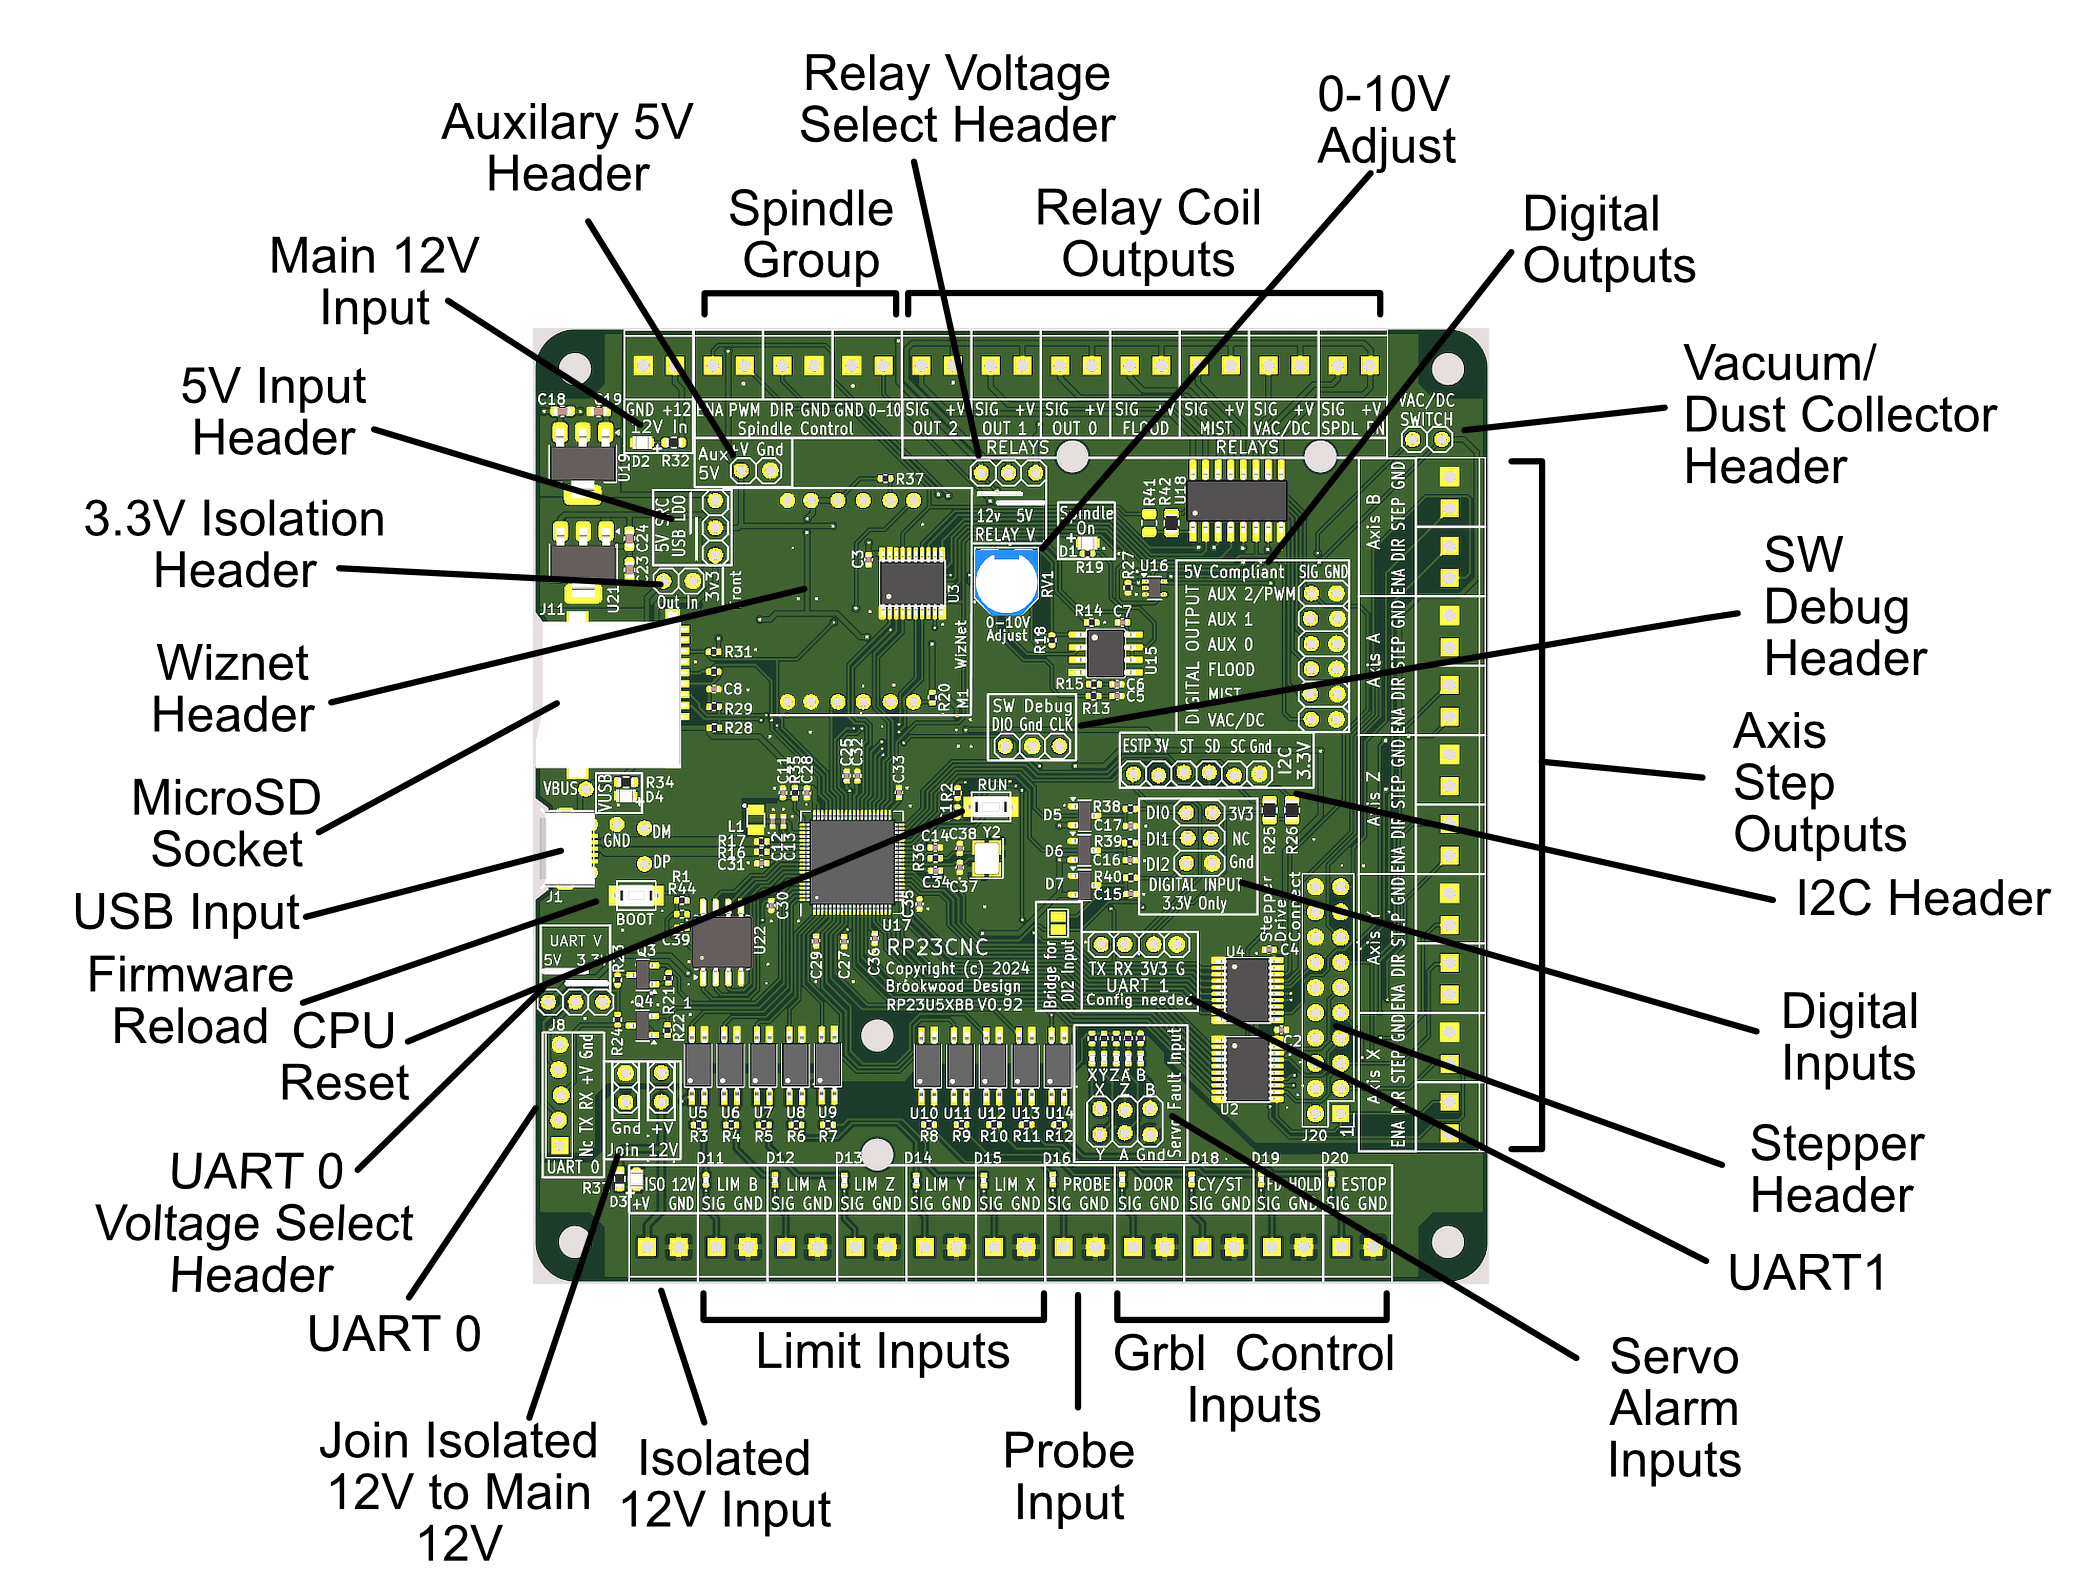 Relay Voltage
Select Header
0-10V
Adjust
Auxilary 5V
Header
Spindle
Group
Relay Coil
Outputs
Digital
Outputs
Main 12V
Input
Vacuum/
Dust Collector
Header
5V Input
Header
3.3V Isolation
Header
SW
Debug
Header
Wiznet
Header
Axis
Step
Outputs
MicroSD
Socket
I2C Header
USB Input
Firmware
Reload
CPU
Reset
Digital
Inputs
UART 0
Voltage Select
Header
Stepper
Header
UART1
UART 0
Limit Inputs
Grbl Control
Inputs
Servo
Alarm
Inputs
Join Isolated
12V to Main
12V
Isolated
12V Input
Probe
Input
C18 C19
GND +12
12V In
D2 R32
U19
ENA PWM DIR GND GND 0-10
Spindle Control
SIG +V SIG +V SIG +V SIG +V SIG +V SIG +V SIG +V
OUT 2 OUT 1 OUT 0 FLOOD MIST VAC/DC SPDL EN
RELAYS RELAYS
VAC/DC
SWITCH
Aux +V Gnd
5V
R37
5V SRC
USB LDO
C23 C24
U21
3V3
Out In
J11
C3
U3
WizNet
M1
R20
12v 5V
RELAY V
Spindle
On
D1
R19
R41
R42
U18
RV1
0-10V
Adjust
R27
U16
R14 C7
R18
U15
R15 C6
R13 C5
5V Compliant SIG GND
DIGITAL OUTPUT
AUX 2/PWM
AUX 1
AUX 0
FLOOD
MIST
VAC/DC
R31
C8
R29
R28
SW Debug
DIO Gnd CLK
ESTP 3V ST SD SC Gnd
I2C
3.3V
VBUS
VUSB
R34
D4
GND
DM
DP
J1
BOOT
C11
R35
C28
C25
C32
C33
L1
R17
R16
C31
C12
C13
R2
RUN
C14 C38 Y2
R36
C34 C37
D5
R38
C17
R39
D6
C16
R40
D7
C15
DI0 3V3
DI1 NC
DI2 Gnd
DIGITAL INPUT
3.3V Only
R25
R26
Stepper
Driver
Connect
R1
R44
C39
U22
C30
C35
U17
C29
C27
C36
RP23CNC
Copyright (c) 2024
Brookwood Design
RP23U5XBB V0.92
Bridge for
DI2 Input
TX RX 3V3 G
UART 1
Config needed
U4
C4
U2
J20
1
UART V
5V 3.3V
R23
Q3
R21
Q4
R22
R24
J8
Nc TX RX +V Gnd
UART 0
Gnd +V
Join 12V
U5 U6 U7 U8 U9
R3 R4 R5 R6 R7
U10 U11 U12 U13 U14
R8 R9 R10 R11 R12
XYZA B
X Z B
Y A Gnd
Servo Fault Input
Axis B
ENA DIR STEP GND
Axis A
ENA DIR STEP GND
Axis Z
ENA DIR STEP GND
Axis Y
ENA DIR STEP GND
Axis X
ENA DIR STEP GND
D11 D12 D13 D14 D15 D16 D18 D19 D20
D3
ISO 12V LIM B LIM A LIM Z LIM Y LIM X PROBE DOOR CY/ST FD HOLD ESTOP
+V GND SIG GND SIG GND SIG GND SIG GND SIG GND SIG GND SIG GND SIG GND SIG GND SIG GND